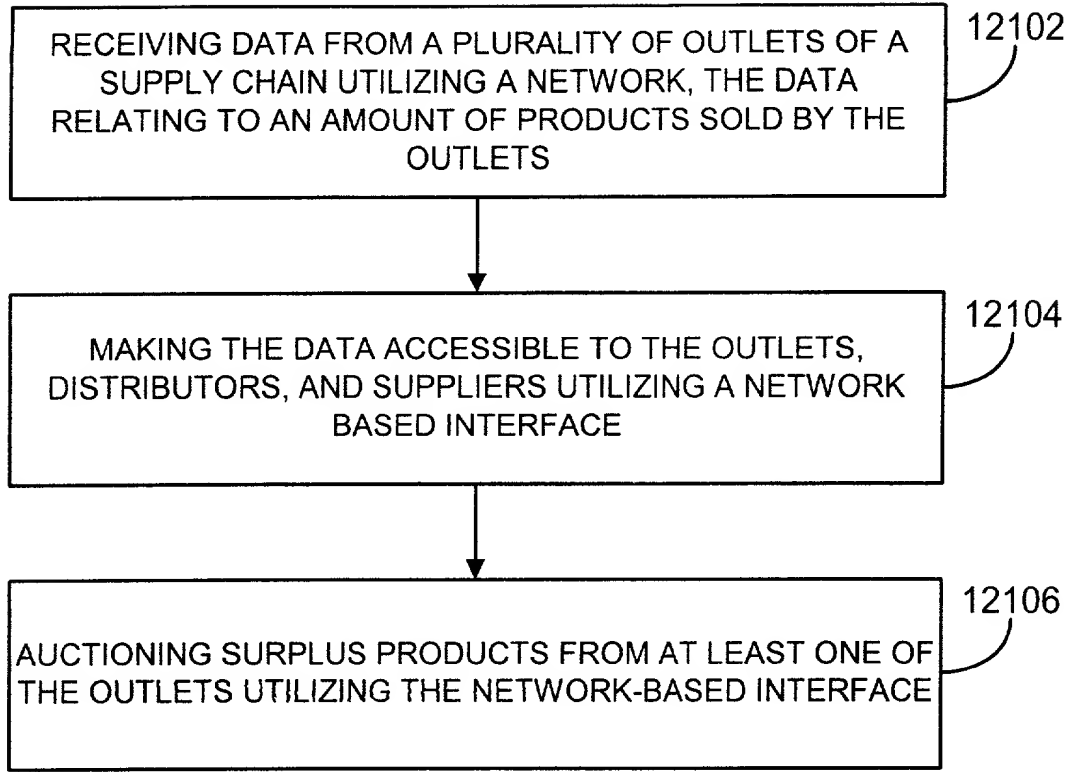 RECEIVING DATA FROM A PLURALITY OF OUTLETS OF A
SUPPLY CHAIN UTILIZING A NETWORK, THE DATA
RELATING TO AN AMOUNT OF PRODUCTS SOLD BY THE
OUTLETS
12102
MAKING THE DATA ACCESSIBLE TO THE OUTLETS,
DISTRIBUTORS, AND SUPPLIERS UTILIZING A NETWORK
BASED INTERFACE
12104
AUCTIONING SURPLUS PRODUCTS FROM AT LEAST ONE OF
THE OUTLETS UTILIZING THE NETWORK-BASED INTERFACE
12106